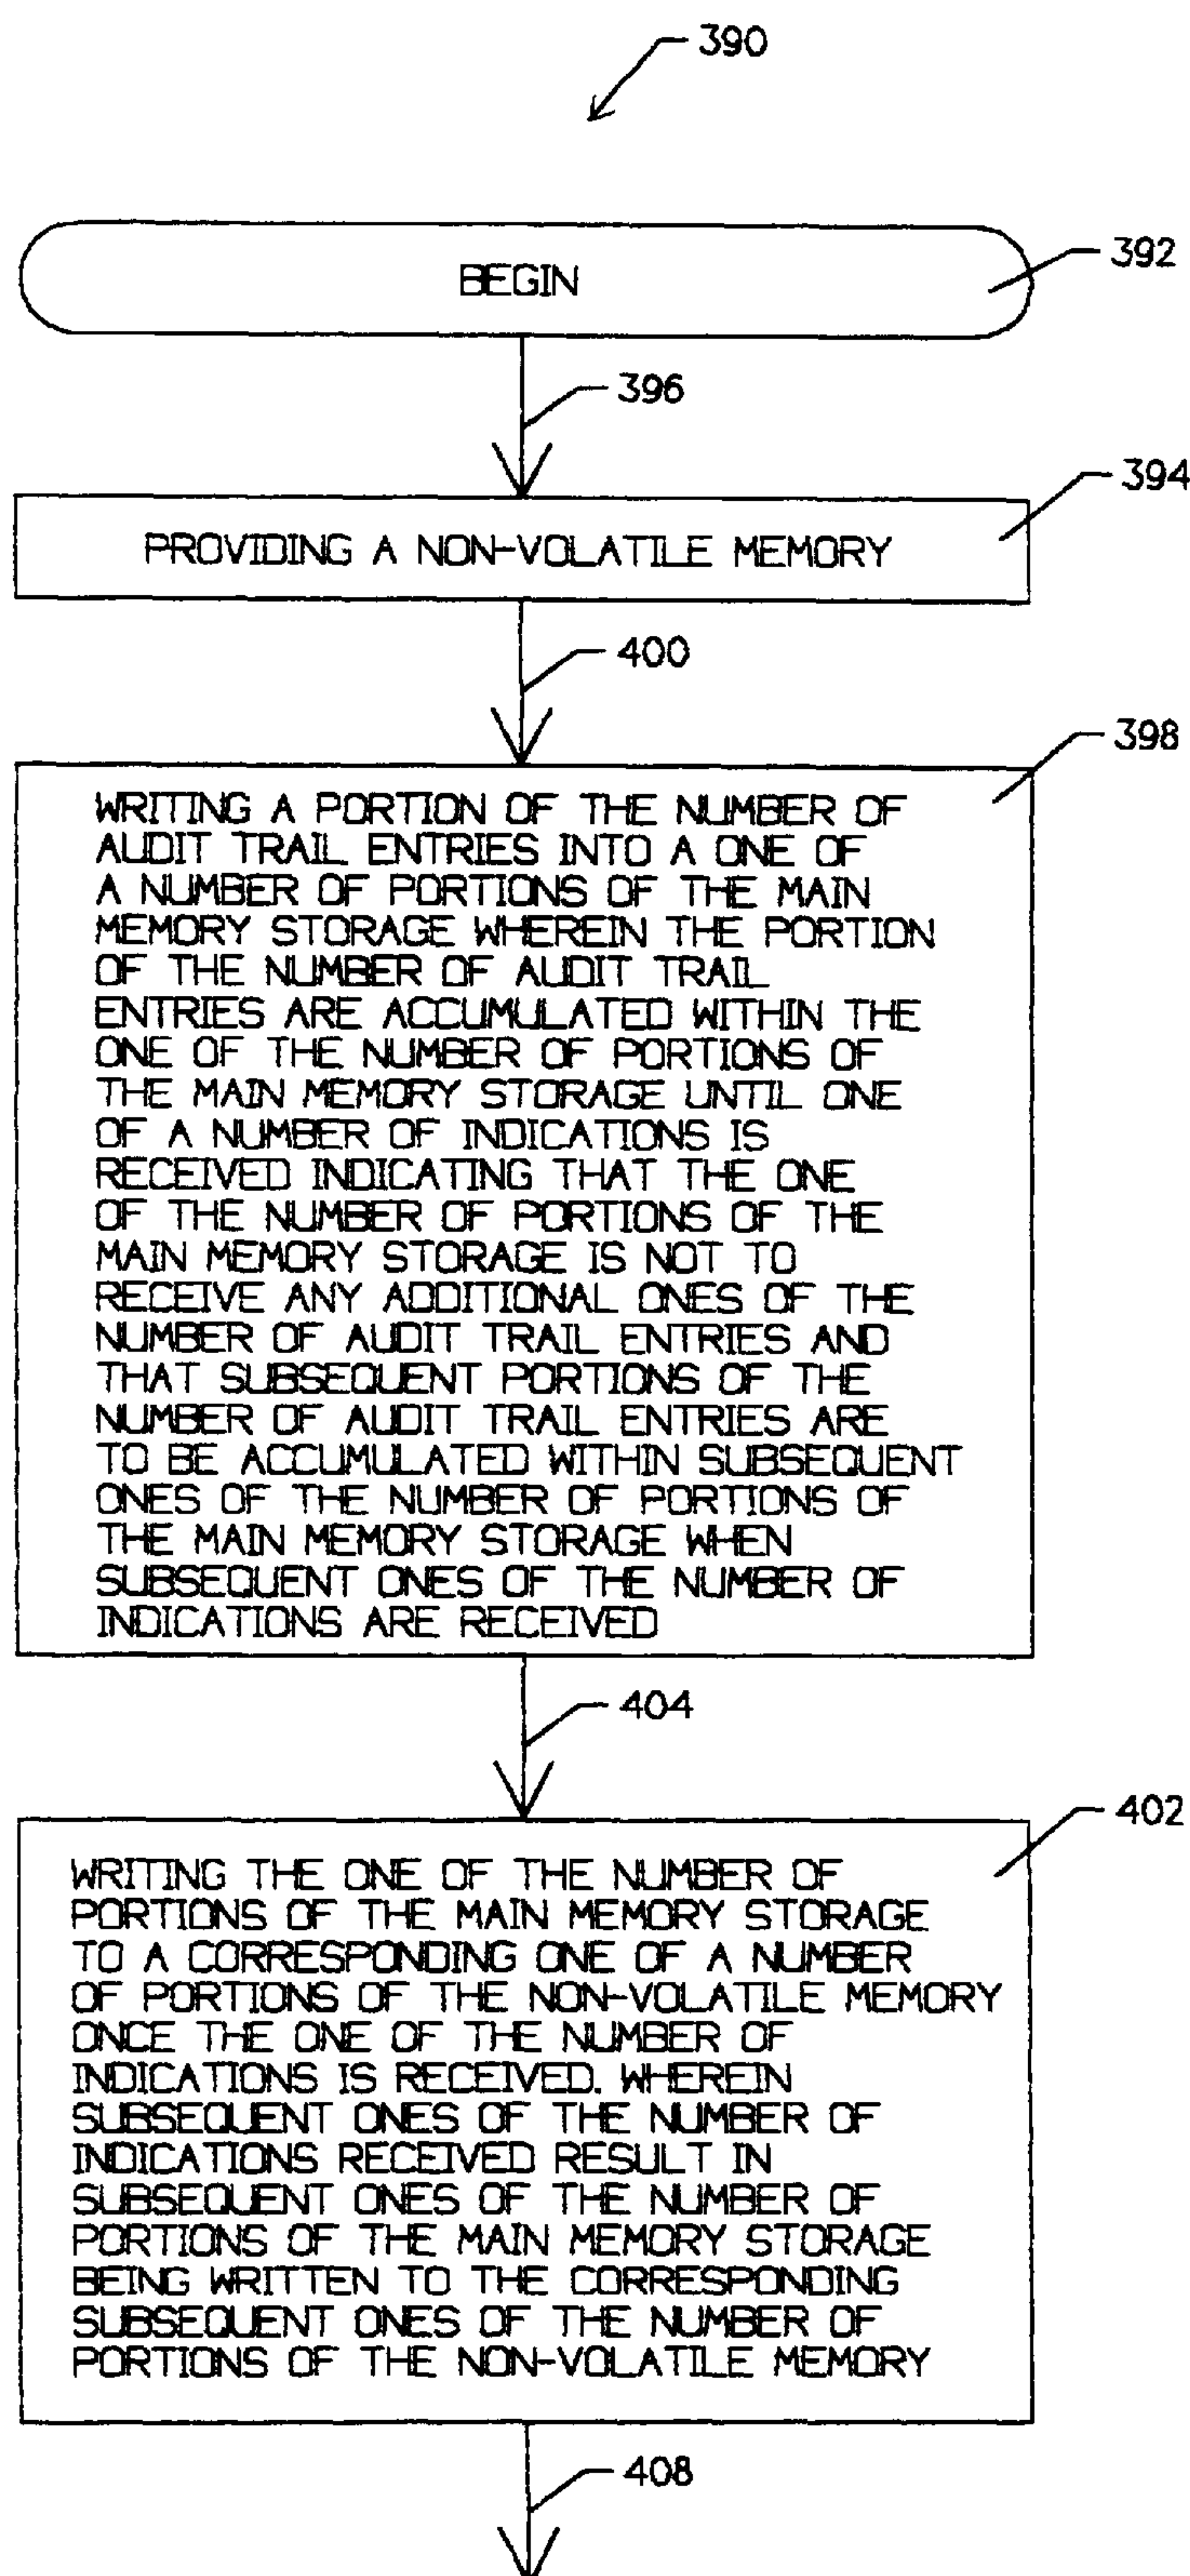 390
BEGIN
392
396
394
PROVIDING A NON-VOLATILE MEMORY
400
398
WRITING A PORTION OF THE NUMBER OF
AUDIT TRAIL ENTRIES INTO A ONE OF
A NUMBER OF PORTIONS OF THE MAIN
MEMORY STORAGE WHEREIN THE PORTION
OF THE NUMBER OF AUDIT TRAIL
ENTRIES ARE ACCUMULATED WITHIN THE
ONE OF THE NUMBER OF PORTIONS OF
THE MAIN MEMORY STORAGE UNTIL ONE
OF A NUMBER OF INDICATIONS IS
RECEIVED INDICATING THAT THE ONE
OF THE NUMBER OF PORTIONS OF THE
MAIN MEMORY STORAGE IS NOT TO
RECEIVE ANY ADDITIONAL ONES OF THE
NUMBER OF AUDIT TRAIL ENTRIES AND
THAT SUBSEQUENT PORTIONS OF THE
NUMBER OF AUDIT TRAIL ENTRIES ARE
TO BE ACCUMULATED WITHIN SUBSEQUENT
ONES OF THE NUMBER OF PORTIONS OF
THE MAIN MEMORY STORAGE WHEN
SUBSEQUENT ONES OF THE NUMBER OF
INDICATIONS ARE RECEIVED
404
402
WRITING THE ONE OF THE NUMBER OF
PORTIONS OF THE MAIN MEMORY STORAGE
TO A CORRESPONDING ONE OF A NUMBER
OF PORTIONS OF THE NON-VOLATILE MEMORY
ONCE THE ONE OF THE NUMBER OF
INDICATIONS IS RECEIVED. WHEREIN
SUBSEQUENT ONES OF THE NUMBER OF
INDICATIONS RECEIVED RESULT IN
SUBSEQUENT ONES OF THE NUMBER OF
PORTIONS OF THE MAIN MEMORY STORAGE
BEING WRITTEN TO THE CORRESPONDING
SUBSEQUENT ONES OF THE NUMBER OF
PORTIONS OF THE NON-VOLATILE MEMORY
408